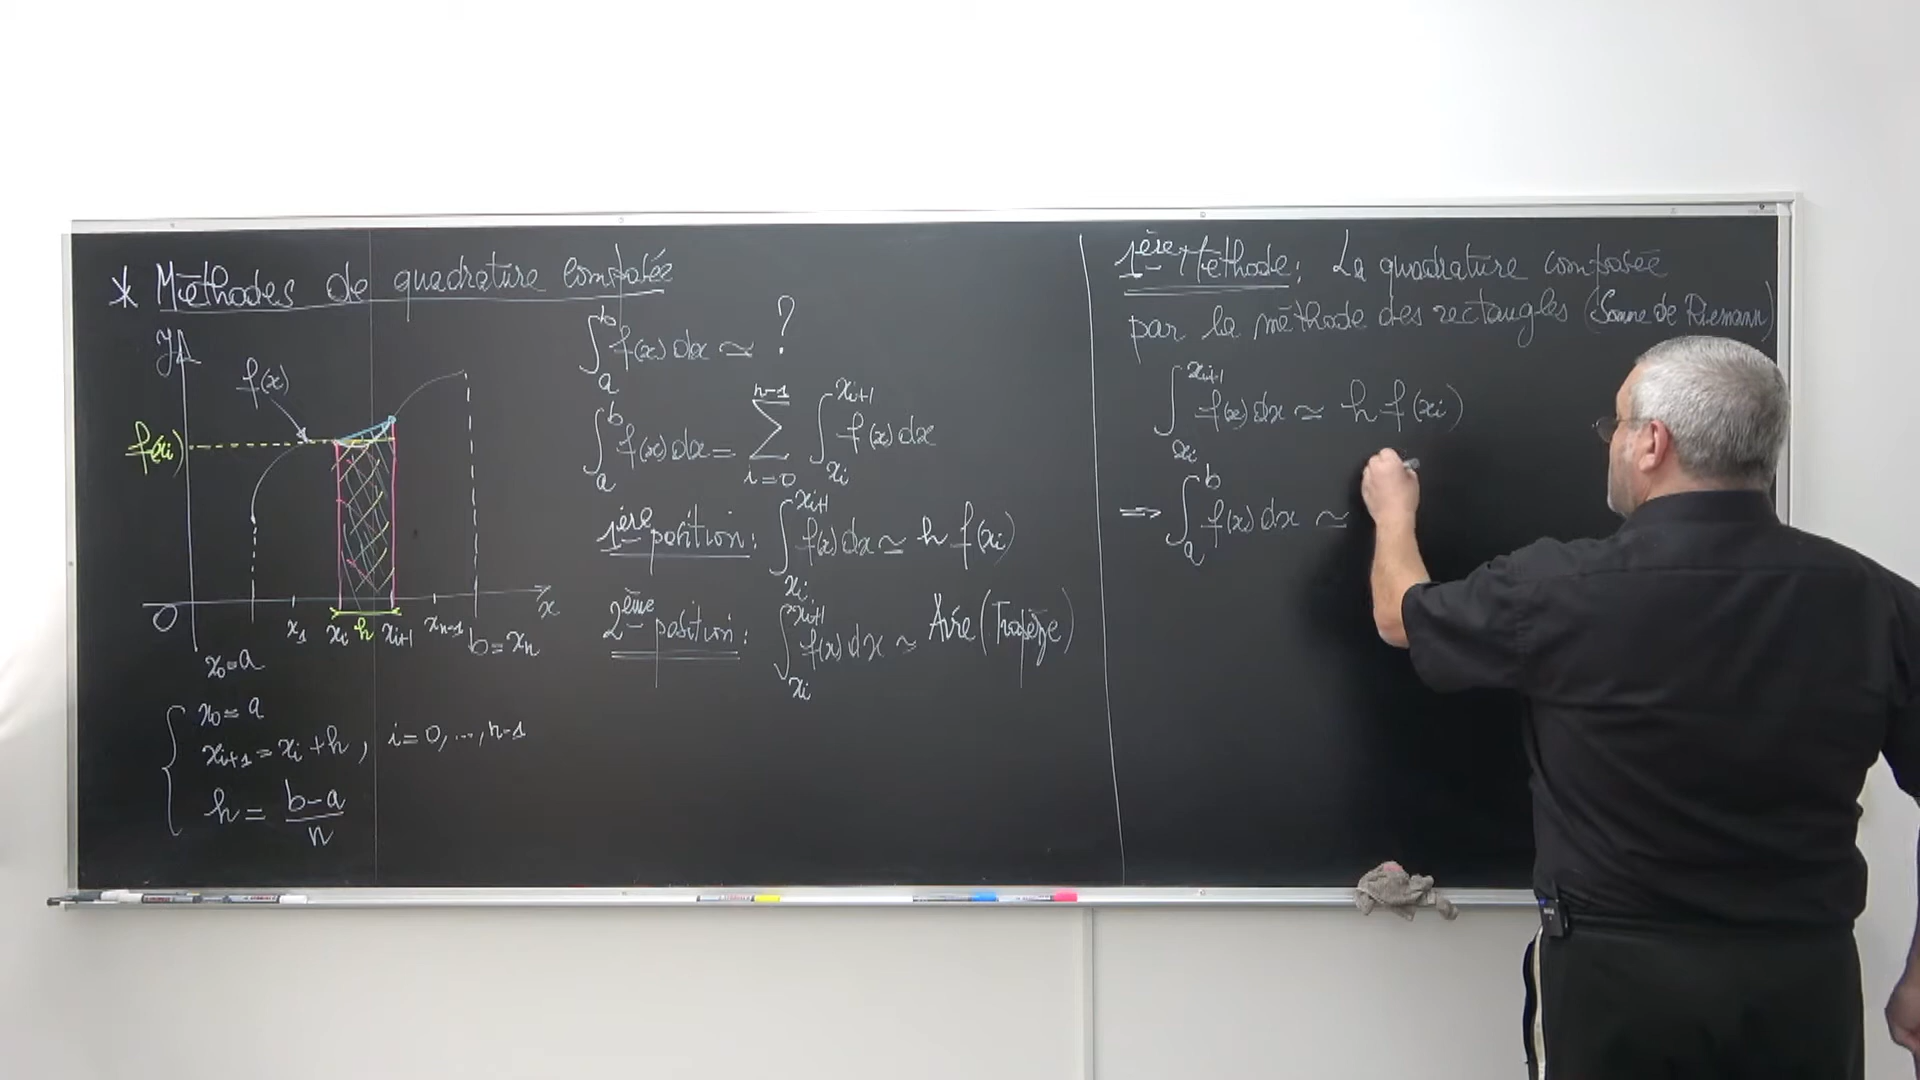 * Méthodes de quadrature composée
y
f(x)
f(xi)
O
x
x1 xi h xi+1 xn-1
x0=a
b=xn
x0=a
xi+1=xi+h, i=0,...,n-1
h=(b-a)/n
∫_a^b f(x)dx ≃ ?
∫_a^b f(x)dx = ∑_{i=0}^{n-1} ∫_{xi}^{xi+1} f(x)dx
1ère position: ∫_{xi}^{xi+1} f(x)dx ≃ h f(xi)
2ème position: ∫_{xi}^{xi+1} f(x)dx ≃ Aire(Trapèze)
1ère Méthode: La quadrature composée
par la méthode des rectangles (Somme de Riemann)
∫_{xi}^{xi+1} f(x)dx ≃ h f(xi)
⇒ ∫_a^b f(x)dx ≃